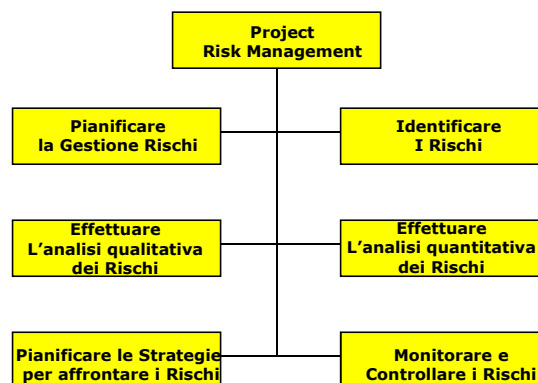 Project
Risk Management
Pianificare
la Gestione Rischi
Identificare
I Rischi
Effettuare
L’analisi qualitativa
dei Rischi
Effettuare
L’analisi quantitativa
dei Rischi
Pianificare le Strategie
per affrontare i Rischi
Monitorare e
Controllare i Rischi